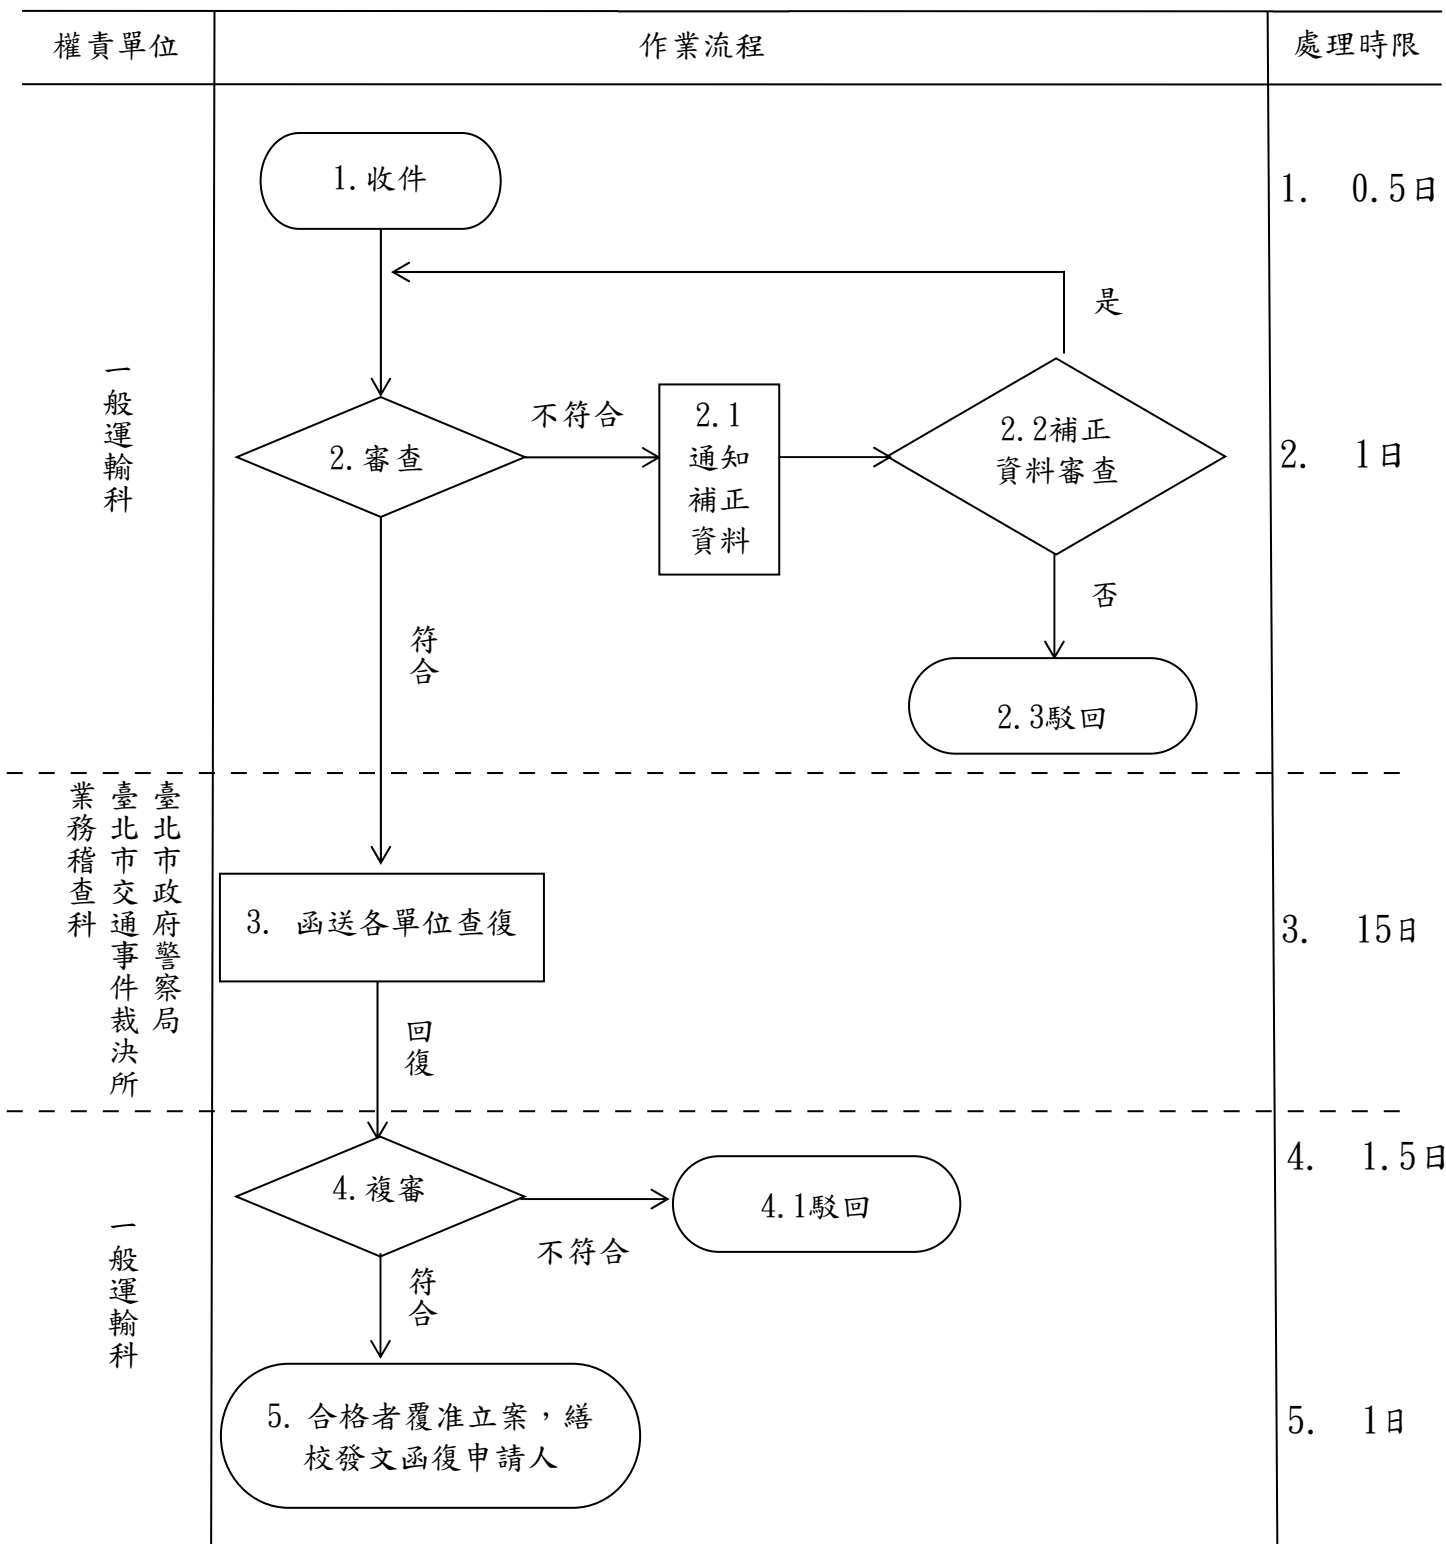 權責單位
作業流程
處理時限
1.收件
1. 0.5日
是
一般運輸科
2.審查
不符合
2.1
通知
補正
資料
2.2補正
資料審查
2. 1日
否
符合
2.3駁回
臺北市政府警察局
臺北市交通事件裁決所
業務稽查科
3. 函送各單位查復
3. 15日
回復
一般運輸科
4.複審
不符合
4.1駁回
4. 1.5日
符合
5. 合格者覆准立案，繕
校發文函復申請人
5. 1日